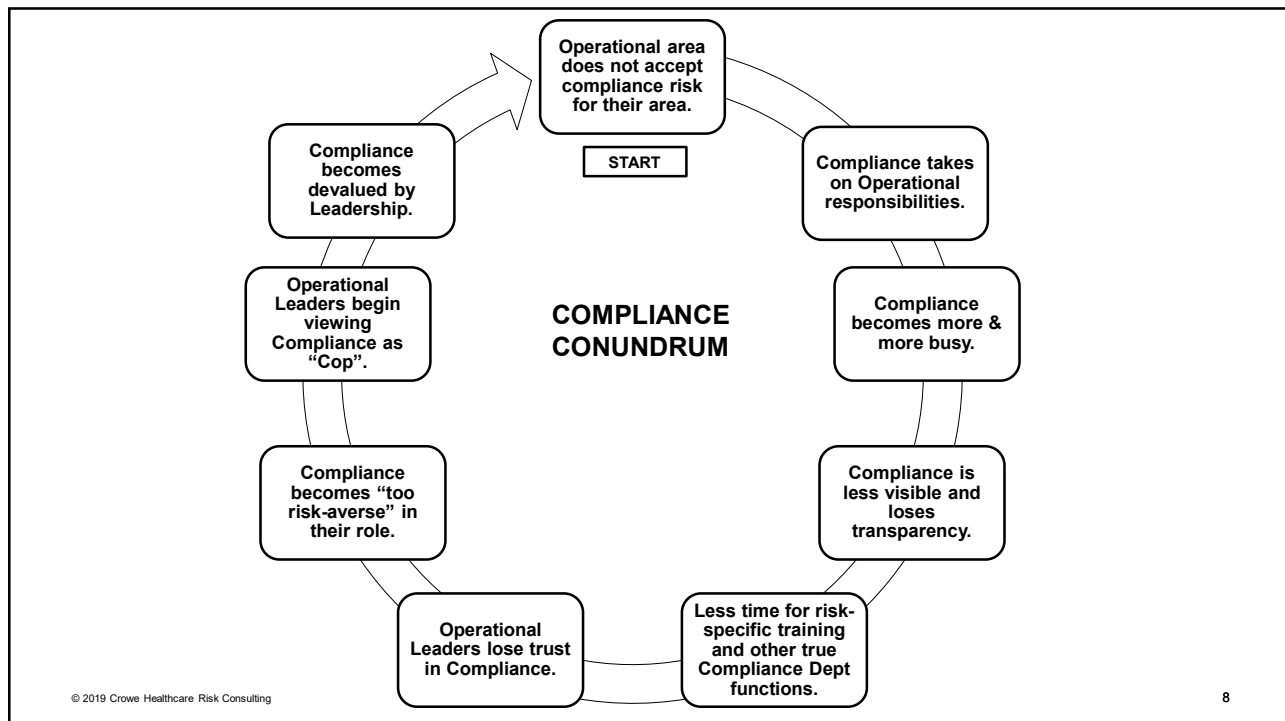 Operational area
does not accept
compliance risk
for their area.
START
Compliance takes
on Operational
responsibilities.
Compliance
becomes more &
more busy.
Compliance is
less visible and
loses
transparency.
Less time for risk-
specific training
and other true
Compliance Dept
functions.
Operational
Leaders lose trust
in Compliance.
Compliance
becomes “too
risk-averse” in
their role.
Operational
Leaders begin
viewing
Compliance as
“Cop”.
Compliance
becomes
devalued by
Leadership.
COMPLIANCE
CONUNDRUM
© 2019 Crowe Healthcare Risk Consulting
8